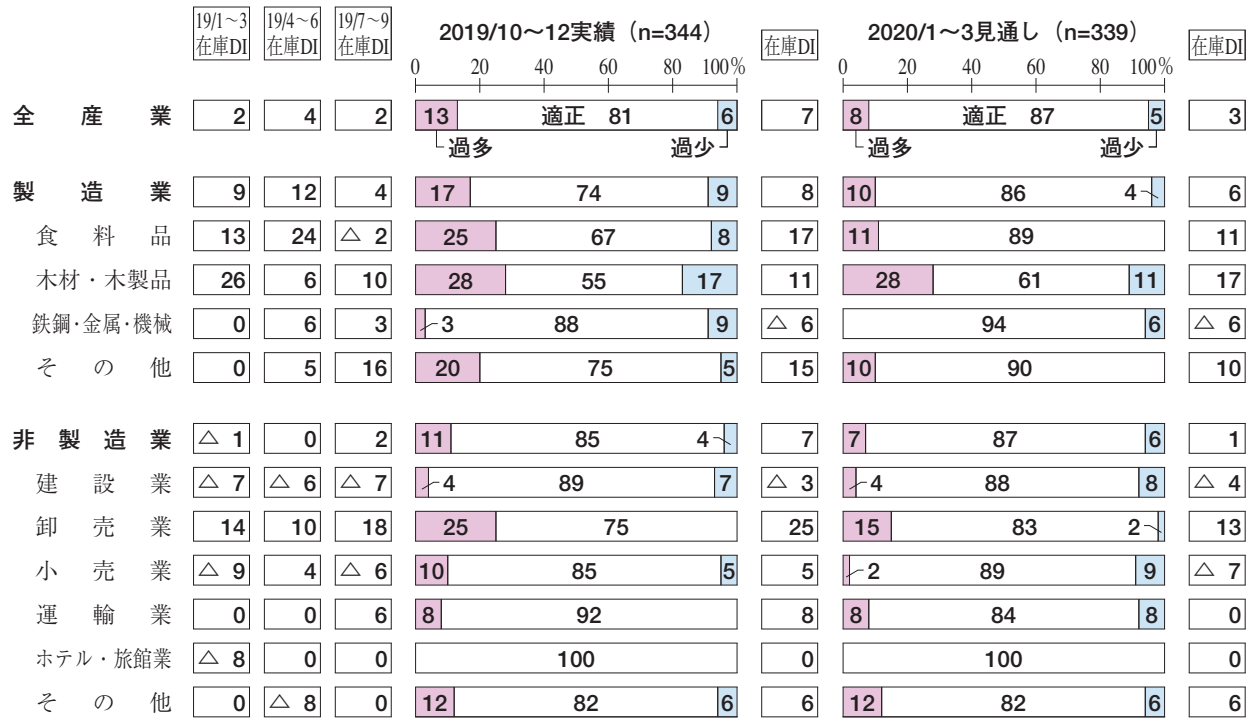 19/1～3 在庫DI 19/4～6 在庫DI 19/7～9 在庫DI 2019/10～12実績（n=344） 在庫DI 2020/1～3見通し（n=339） 在庫DI
0 20 40 60 80 100% 0 20 40 60 80 100%
全産業 2 4 2 13 適正 81 6 7 8 適正 87 5 3
過多 過少 過多 過少
製造業 9 12 4 17 74 9 8 10 86 4 6
食料品 13 24 △ 2 25 67 8 17 11 89 11
木材・木製品 26 6 10 28 55 17 11 28 61 11 17
鉄鋼・金属・機械 0 6 3 3 88 9 △ 6 94 6 △ 6
その他 0 5 16 20 75 5 15 10 90 10
非製造業 △ 1 0 2 11 85 4 7 7 87 6 1
建設業 △ 7 △ 6 △ 7 4 89 7 △ 3 4 88 8 △ 4
卸売業 14 10 18 25 75 25 15 83 2 13
小売業 △ 9 4 △ 6 10 85 5 5 2 89 9 △ 7
運輸業 0 0 6 8 92 8 8 84 8 0
ホテル・旅館業 △ 8 0 0 100 0 100 0
その他 0 △ 8 0 12 82 6 6 12 82 6 6